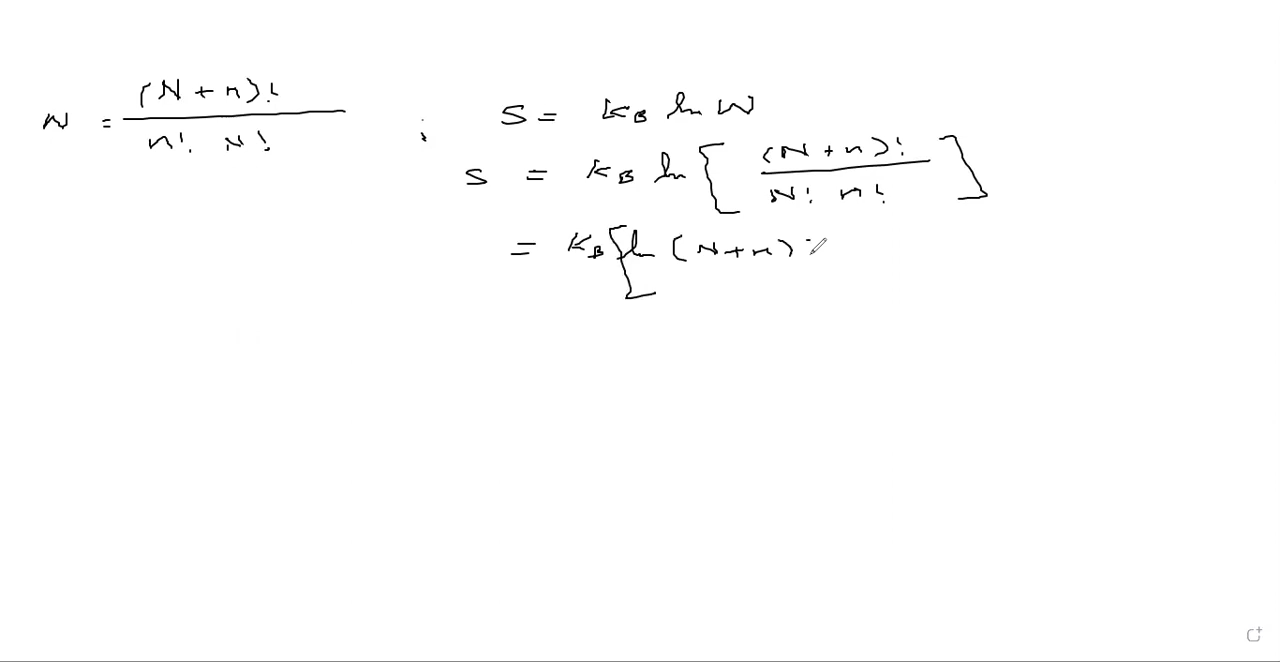 W = (N+n)! / n! N! ; S = K_B ln W
S = K_B ln [ (N+n)! / N! n! ]
= K_B [ ln (N+n)